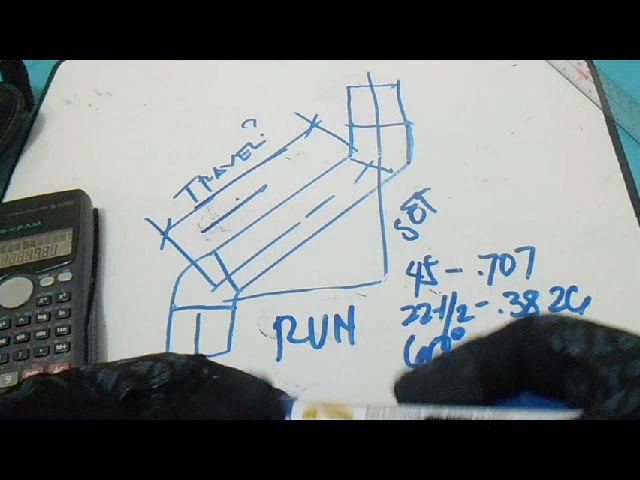 TRAVEL?
SET
RUN
45 - .707
22-1/2 - .3826
60°